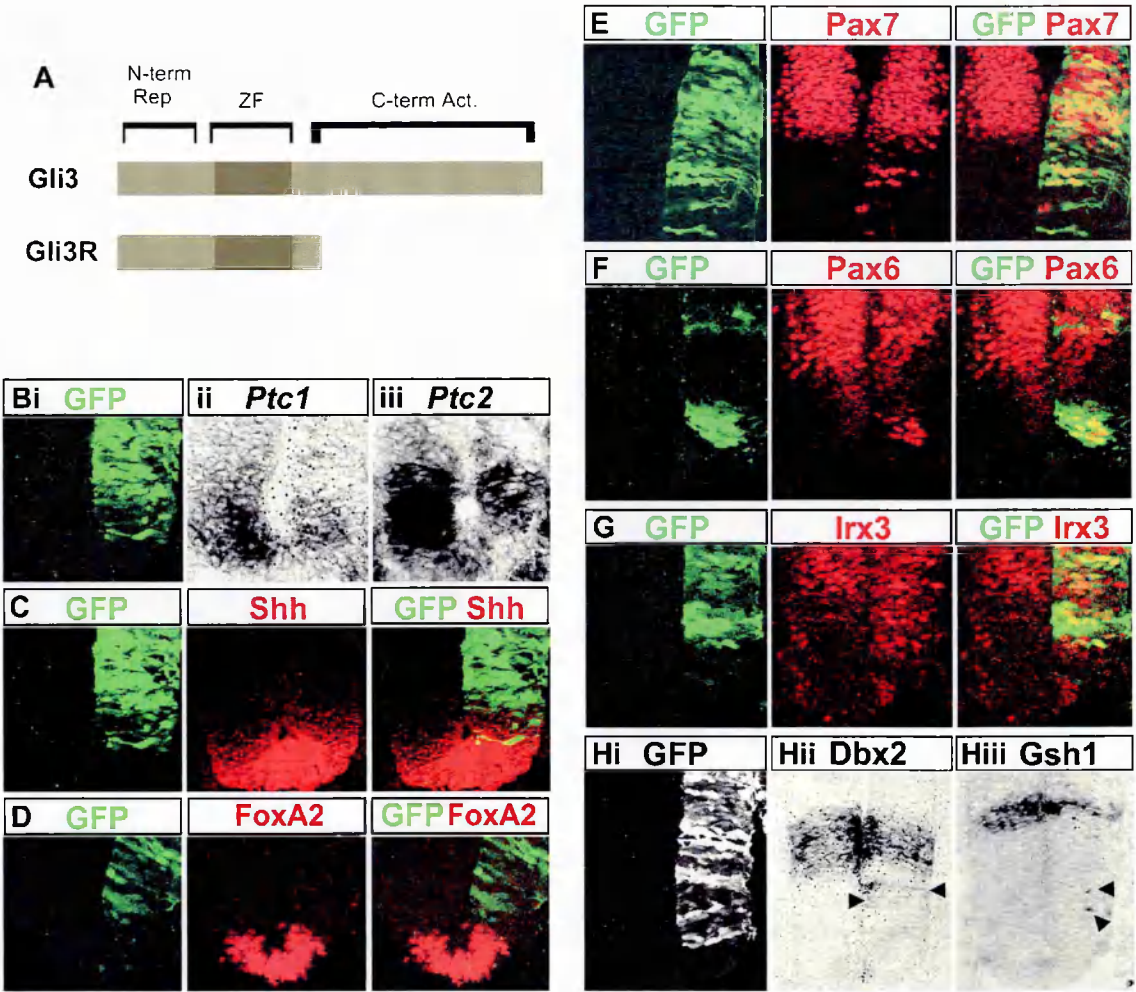 A
N-term
Rep
ZF
C-term Act.
Gli3
Gli3R
Bi GFP
ii Ptc1
iii Ptc2
C GFP
Shh
GFP Shh
D GFP
FoxA2
GFP FoxA2
E GFP
Pax7
GFP Pax7
F GFP
Pax6
GFP Pax6
G GFP
Irx3
GFP Irx3
Hi GFP
Hii Dbx2
Hiii Gsh1